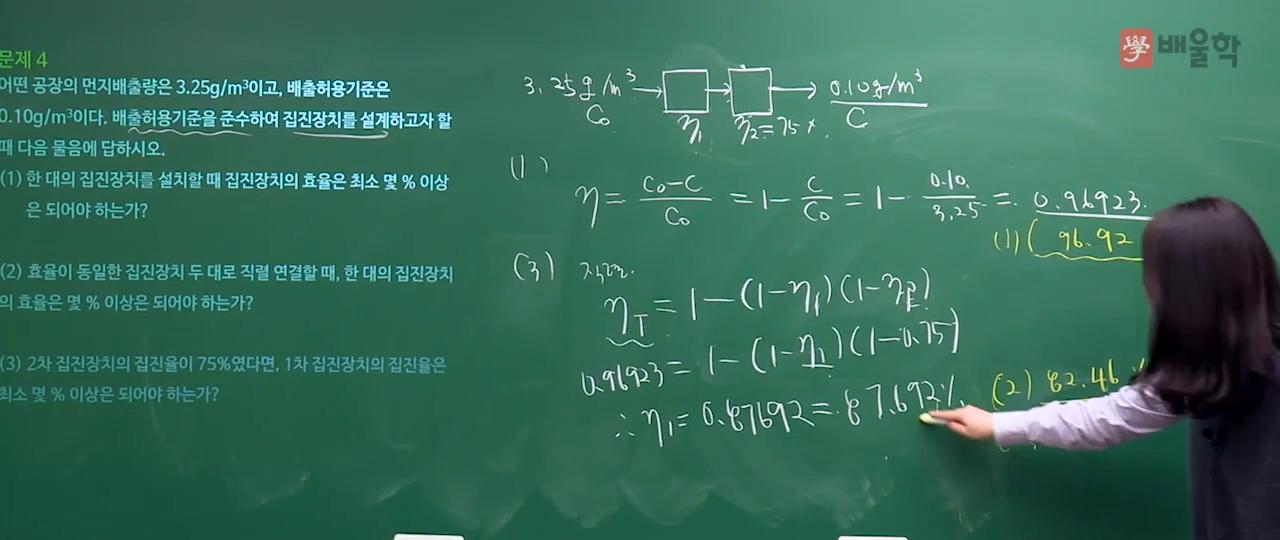 學 배울학
문제 4
어떤 공장의 먼지배출량은 3.25g/m³이고, 배출허용기준은
0.10g/m³이다. 배출허용기준을 준수하여 집진장치를 설계하고자 할
때 다음 물음에 답하시오.
(1) 한 대의 집진장치를 설치할 때 집진장치의 효율은 최소 몇 % 이상
은 되어야 하는가?
(2) 효율이 동일한 집진장치 두 대로 직렬 연결할 때, 한 대의 집진장치
의 효율은 몇 % 이상은 되어야 하는가?
(3) 2차 집진장치의 집진율이 75%였다면, 1차 집진장치의 집진율은
최소 몇 % 이상은 되어야 하는가?
3.25g/m³ → □ → □ → 0.10g/m³
C₀ η₁ η₂=75% C
(1)
η = (C₀-C)/C₀ = 1 - C/C₀ = 1 - 0.10/3.25 = 0.96923.
(1) ( 96.92
(3) 직렬.
η_T = 1-(1-η₁)(1-η₂)
0.96923 = 1-(1-η₁)(1-0.75)
∴ η₁ = 0.87692 = 87.692%
(2) 82.46 %